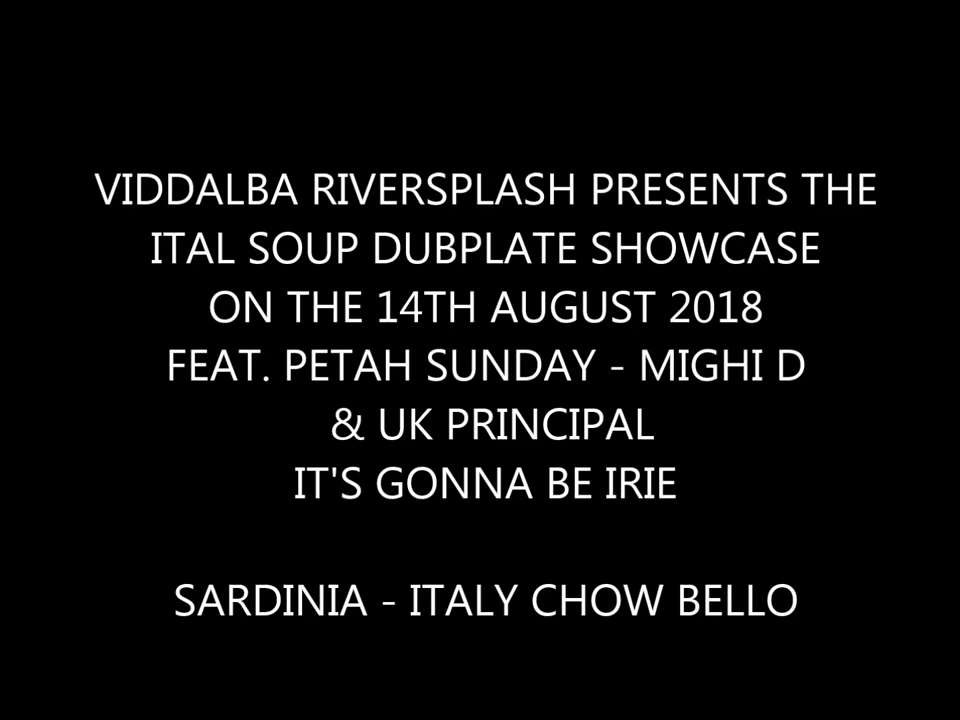 VIDDALBA RIVERSPLASH PRESENTS THE
ITAL SOUP DUBPLATE SHOWCASE
ON THE 14TH AUGUST 2018
FEAT. PETAH SUNDAY - MIGHI D
& UK PRINCIPAL
IT'S GONNA BE IRIE
SARDINIA - ITALY CHOW BELLO